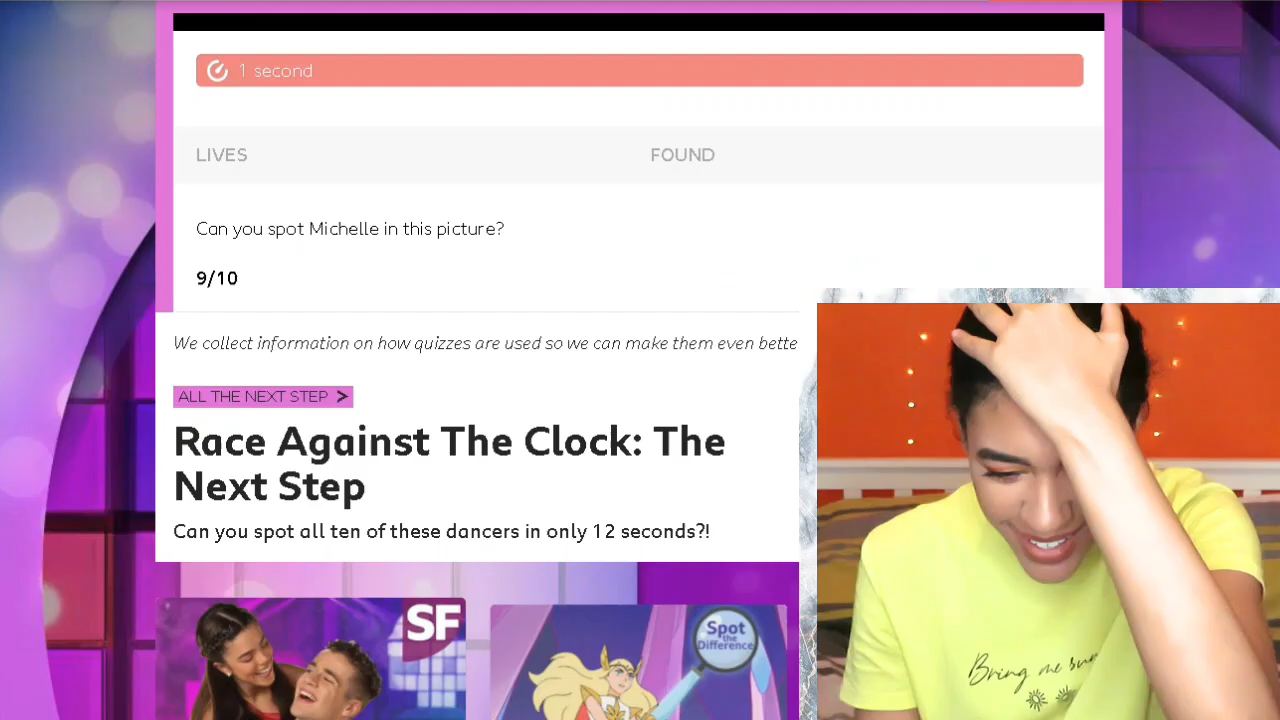 1 second
LIVES
FOUND
Can you spot Michelle in this picture?
9/10
We collect information on how quizzes are used so we can make them even bette
ALL THE NEXT STEP >
Race Against The Clock: The
Next Step
Can you spot all ten of these dancers in only 12 seconds?!
SF
Spot
the
Difference
Bring me